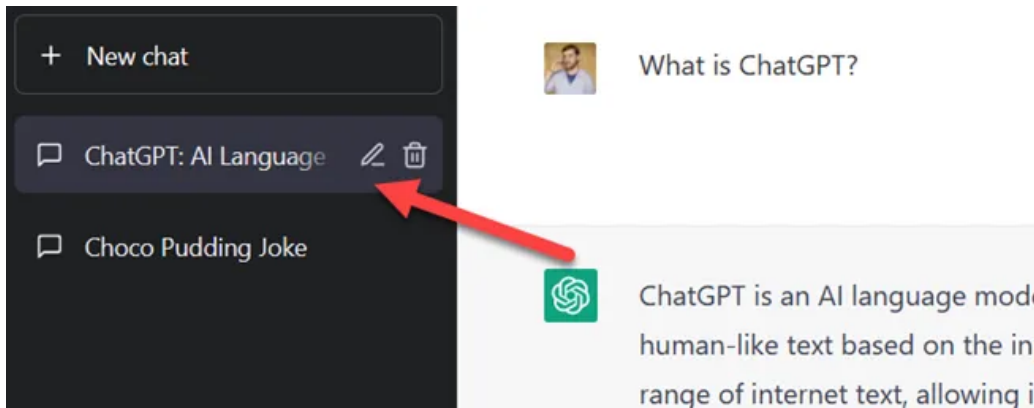 New chat
ChatGPT: AI Language
Choco Pudding Joke
What is ChatGPT?
ChatGPT is an AI language
human-like text based on the in
range of internet text, allowing